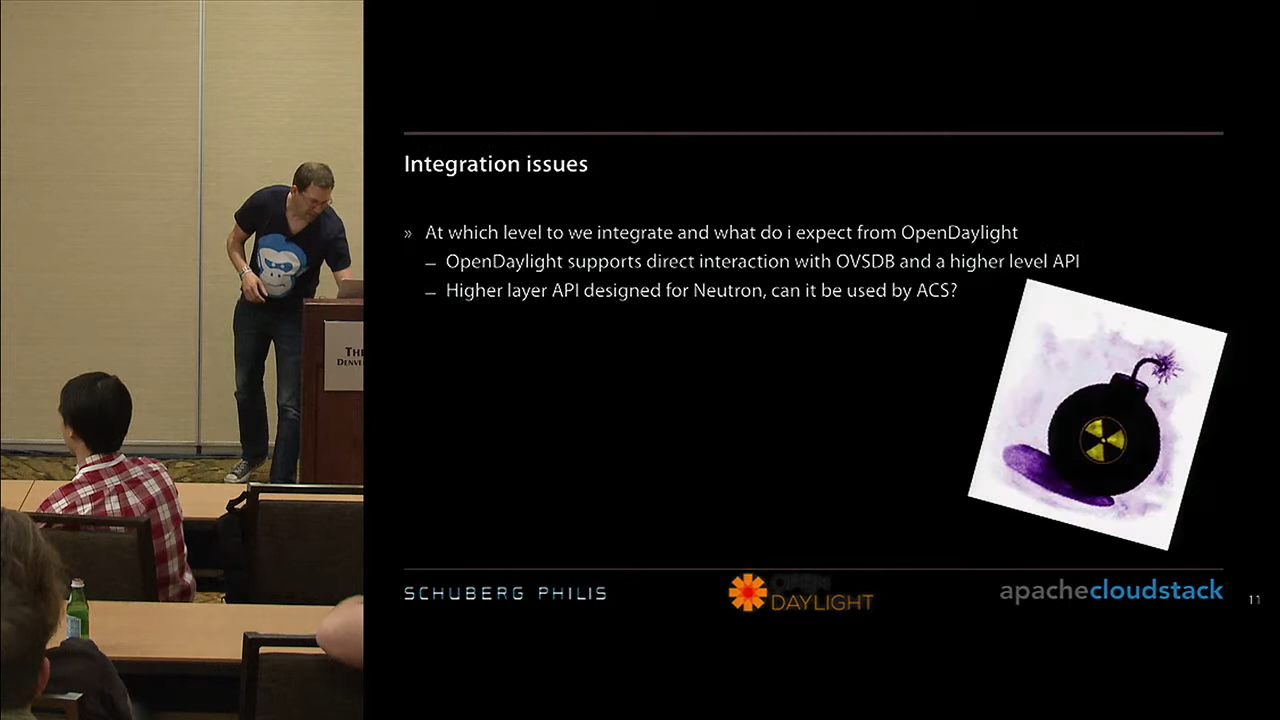 Integration issues
» At which level to we integrate and what do i expect from OpenDaylight
– OpenDaylight supports direct interaction with OVSDB and a higher level API
– Higher layer API designed for Neutron, can it be used by ACS?
THE
DENVE
SCHUBERG PHILIS
OPEN
DAYLIGHT
apachecloudstack
11